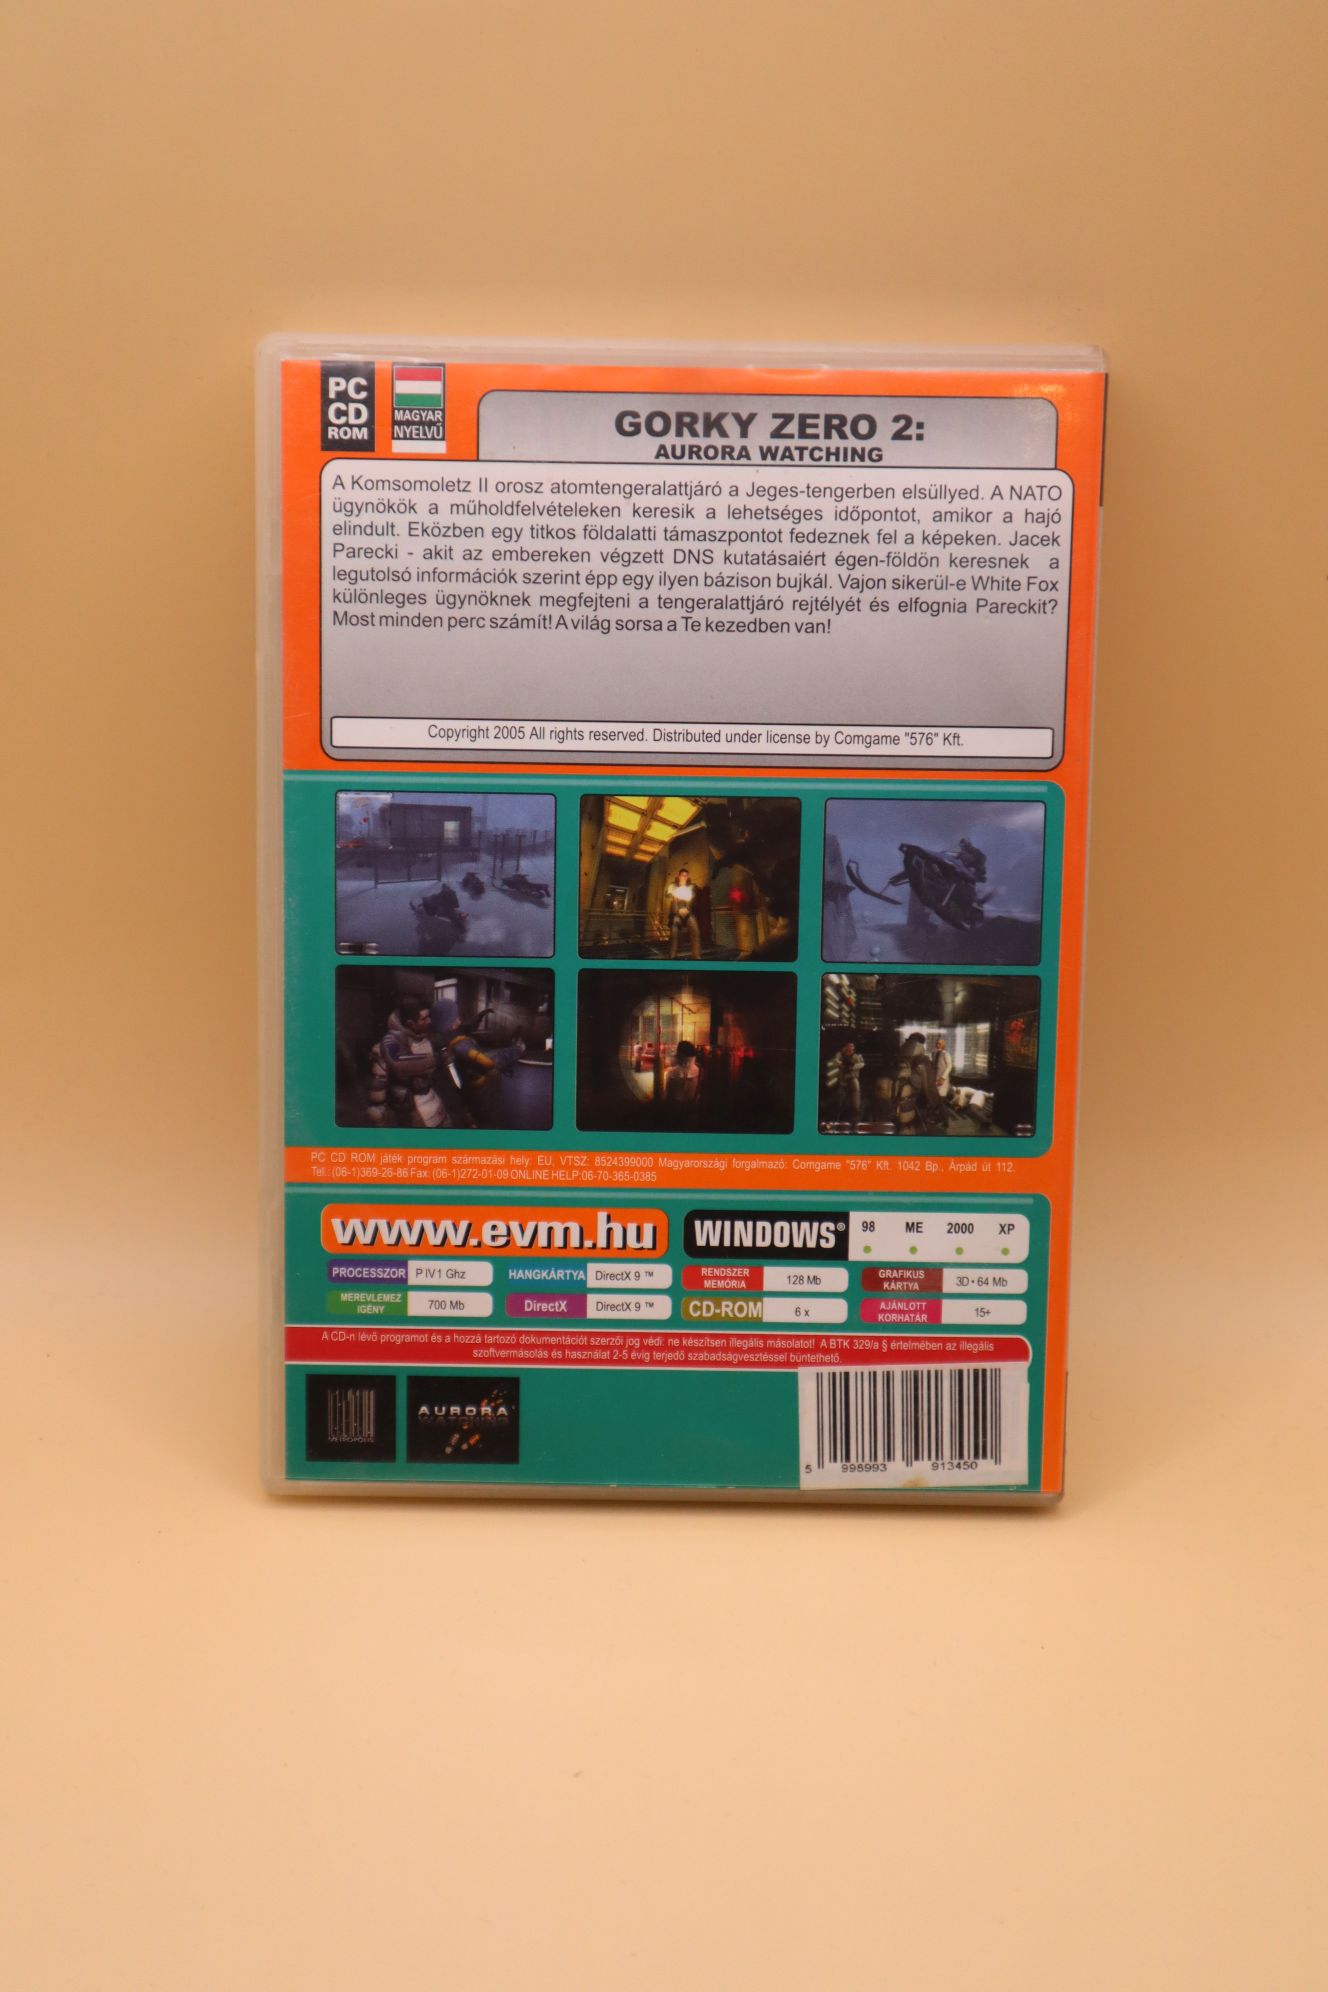 PC
CD
ROM
MAGYAR
NYELVŰ
GORKY ZERO 2:
AURORA WATCHING
A Komsomoletz II orosz atomtengeralattjáró a Jeges-tengerben elsüllyed. A NATO
ügynökök a műholdfelvételeken keresik a lehetséges időpontot, amikor a hajó
elindult. Eközben egy titkos földalatti támaszpontot fedeznek fel a képeken. Jacek
Parecki - akit az embereken végzett DNS kutatásaiért égen-földön keresnek a
legutolsó információk szerint épp egy ilyen bázison bujkál. Vajon sikerül-e White Fox
különleges ügynöknek megfejteni a tengeralattjáró rejtélyét és elfognia Pareckit?
Most minden perc számít! A világ sorsa a Te kezedben van!
Copyright 2005 All rights reserved. Distributed under license by Comgame "576" Kft.
PC CD ROM játék program származási hely: EU, VTSZ: 8524399000 Magyarországi forgalmazó: Comgame "576" Kft. 1042 Bp., Árpád út 112.
Tel.: (06-1)369-26-86 Fax: (06-1)272-01-09 ONLINE HELP:06-70-365-0385
www.evm.hu
WINDOWS® 98 ME 2000 XP
PROCESSZOR P IV 1 Ghz HANGKÁRTYA DirectX 9 ™ RENDSZER MEMÓRIA 128 Mb GRAFIKUS KÁRTYA 3D • 64 Mb
MEREVLEMEZ IGÉNY 700 Mb DirectX DirectX 9 ™ CD-ROM 6 x AJÁNLOTT KORHATÁR 15+
A CD-n lévő programot és a hozzá tartozó dokumentációt szerzői jog védi: ne készítsen illegális másolatot! A BTK 329/a § értelmében az illegális
szoftvermásolás és használat 2-5 évig terjedő szabadságvesztéssel büntethető.
METROPOLIS
AURORA
WATCHING
5 998993 913450